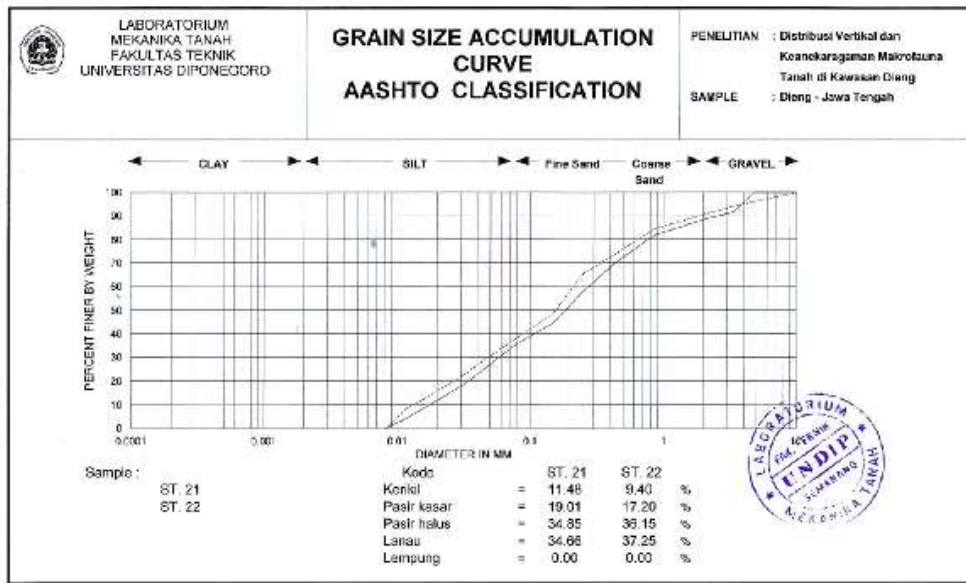 LABORATORIUM
MEKANIKA TANAH
FAKULTAS TEKNIK
UNIVERSITAS DIPONEGORO
GRAIN SIZE ACCUMULATION
CURVE
AASHTO CLASSIFICATION
PENELITIAN : Distribusi Vertikal dan
Keanekaragaman Makrofauna
Tanah di Kawasan Diang
SAMPLE : Dieng - Jawa Tengah
CLAY SILT Fine Sand Coarse Sand GRAVEL
PERCENT FINER BY WEIGHT
100
90
80
70
60
50
40
30
20
10
0
0.0001 0.001 0.01 0.1 1
DIAMETER IN MM
Sample :
ST. 21
ST. 22
Kode ST. 21 ST. 22
Kerikil = 11.48 9.40 %
Pasir kasar = 19.01 17.20 %
Pasir halus = 34.85 36.15 %
Lanau = 34.66 37.25 %
Lempung = 0.00 0.00 %
LABORATORIUM
FAK. TEKNIK
UNDIP
SEMARANG
MEKANIKA TANAH